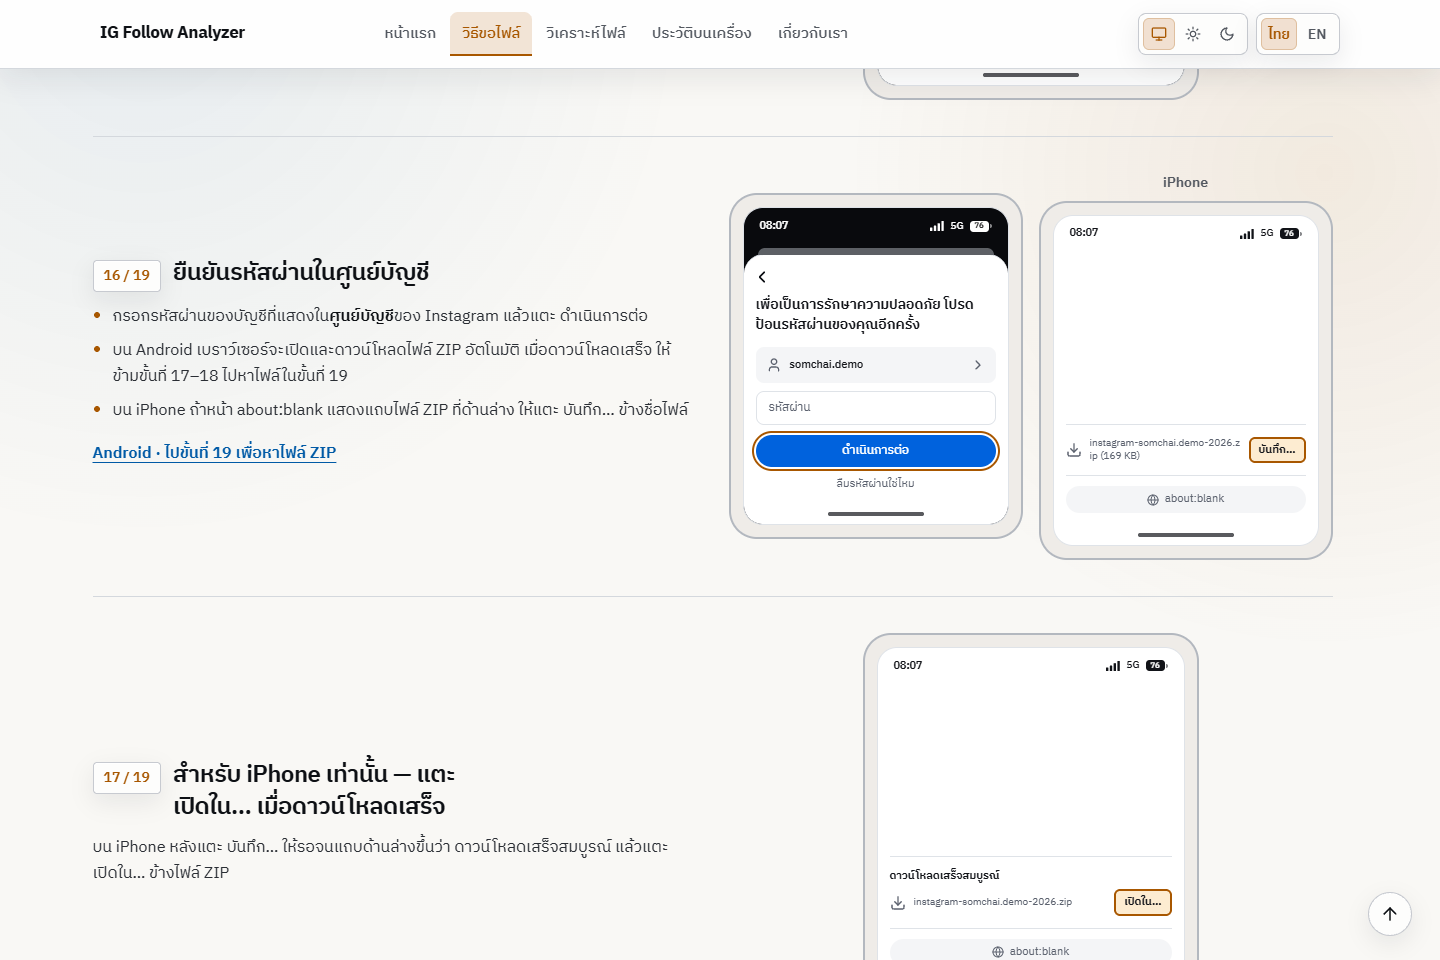 IG Follow Analyzer
หน้าแรก
วิธีขอไฟล์
วิเคราะห์ไฟล์
ประวัติบนเครื่อง
เกี่ยวกับเรา
ไทย
EN
16 / 19
ยืนยันรหัสผ่านในศูนย์บัญชี
กรอกรหัสผ่านของบัญชีที่แสดงในศูนย์บัญชีของ Instagram แล้วแตะ ดำเนินการต่อ
บน Android เบราว์เซอร์จะเปิดและดาวน์โหลดไฟล์ ZIP อัตโนมัติ เมื่อดาวน์โหลดเสร็จ ให้
ข้ามขั้นที่ 17–18 ไปหาไฟล์ในขั้นที่ 19
บน iPhone ถ้าหน้า about:blank แสดงแถบไฟล์ ZIP ที่ด้านล่าง ให้แตะ บันทึก... ข้างชื่อไฟล์
Android · ไปขั้นที่ 19 เพื่อหาไฟล์ ZIP
08:07
5G
76
เพื่อเป็นการรักษาความปลอดภัย โปรด
ป้อนรหัสผ่านของคุณอีกครั้ง
somchai.demo
รหัสผ่าน
ดำเนินการต่อ
ลืมรหัสผ่านใช่ไหม
iPhone
08:07
5G
76
instagram-somchai.demo-2026.z
ip (169 KB)
บันทึก...
about:blank
17 / 19
สำหรับ iPhone เท่านั้น — แตะ
เปิดใน... เมื่อดาวน์โหลดเสร็จ
บน iPhone หลังแตะ บันทึก... ให้รอจนแถบด้านล่างขึ้นว่า ดาวน์โหลดเสร็จสมบูรณ์ แล้วแตะ
เปิดใน... ข้างไฟล์ ZIP
08:07
5G
76
ดาวน์โหลดเสร็จสมบูรณ์
instagram-somchai.demo-2026.zip
เปิดใน...
about:blank